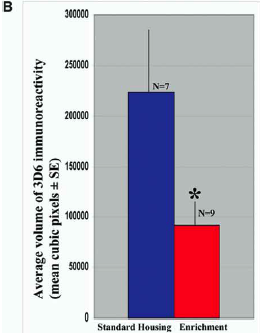 B
Average volume of 3D6 immunoreactivity
(mean cubic pixels ± SE)
300000
250000
200000
150000
100000
50000
0
N=7
*
N=9
Standard Housing Enrichment